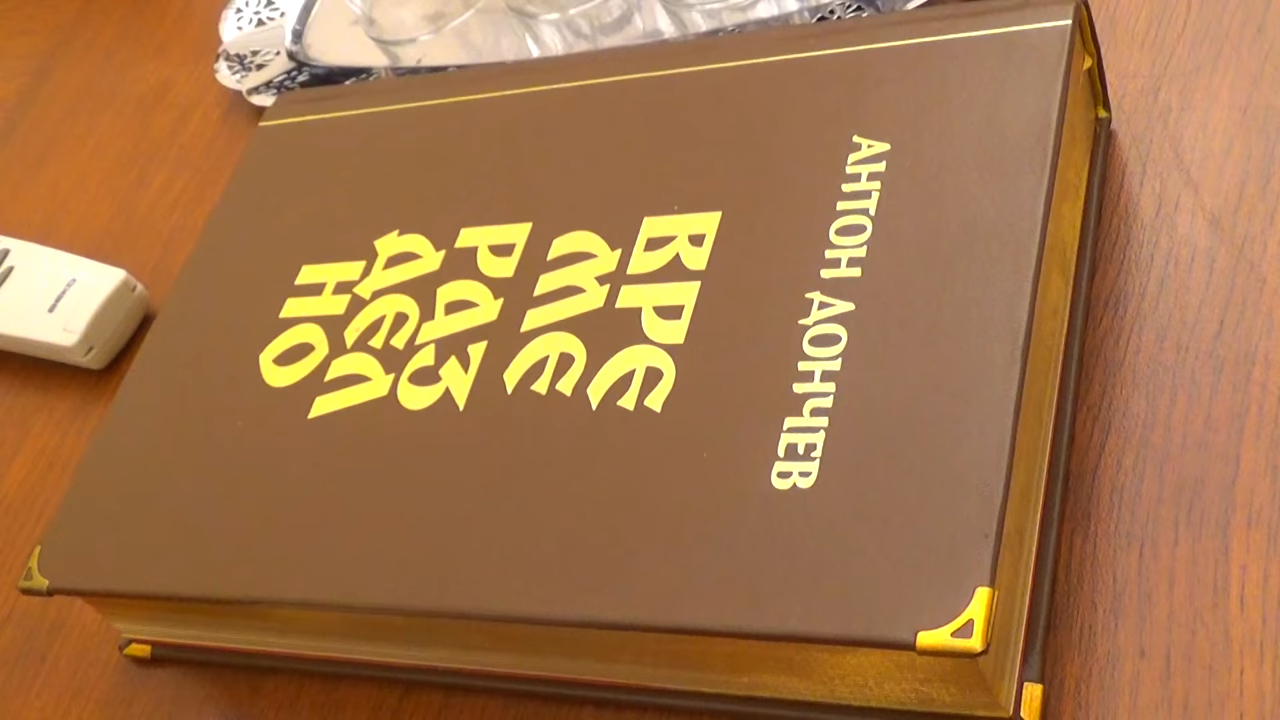 АНТОН ДОНЧЕВ
ВРЕ
МЕ
РАЗ
ДЕЛ
НО